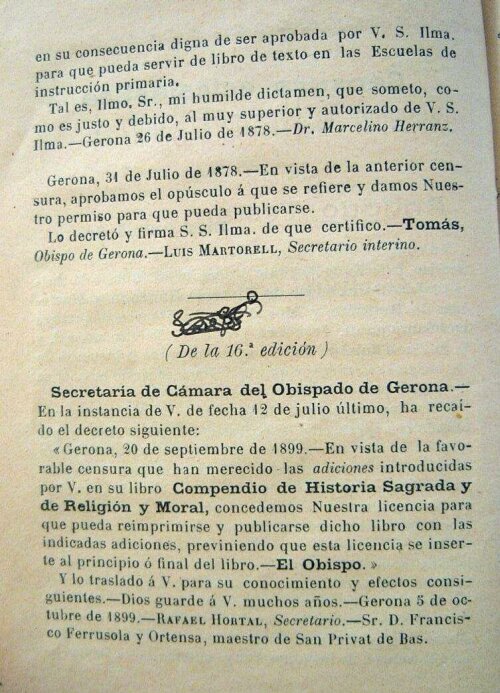 en su consecuencia digna de ser aprobada por V. S. Ilma.
para que pueda servir de libro de texto en las Escuelas de
instrucción primaria.
Tal es, Ilmo. Sr., mi humilde dictamen, que someto, co-
mo es justo y debido, al muy superior y autorizado de V. S.
Ilma.—Gerona 26 de Julio de 1878.—Dr. Marcelino Herranz.
Gerona, 31 de Julio de 1878.—En vista de la anterior cen-
sura, aprobamos el opúsculo á que se refiere y damos Nues-
tro permiso para que pueda publicarse.
Lo decretó y firma S. S. Ilma. de que certifico.—Tomás,
Obispo de Gerona.—Luis Martorell, Secretario interino.
( De la 16.ª edición )
Secretaría de Cámara del Obispado de Gerona.—
En la instancia de V. de fecha 12 de julio último, ha recaí-
do el decreto siguiente:
«Gerona, 20 de septiembre de 1899.—En vista de la favo-
rable censura que han merecido las adiciones introducidas
por V. en su libro Compendio de Historia Sagrada y
de Religión y Moral, concedemos Nuestra licencia para
que pueda reimprimirse y publicarse dicho libro con las
indicadas adiciones, previniendo que esta licencia se inser-
te al principio ó final del libro.—El Obispo. »
Y lo traslado á V. para su conocimiento y efectos consi-
guientes.—Dios guarde á V. muchos años.—Gerona 5 de oc-
tubre de 1899.—Rafael Hortal, Secretario.—Sr. D. Francis-
co Ferrusola y Ortensa, maestro de San Privat de Bas.